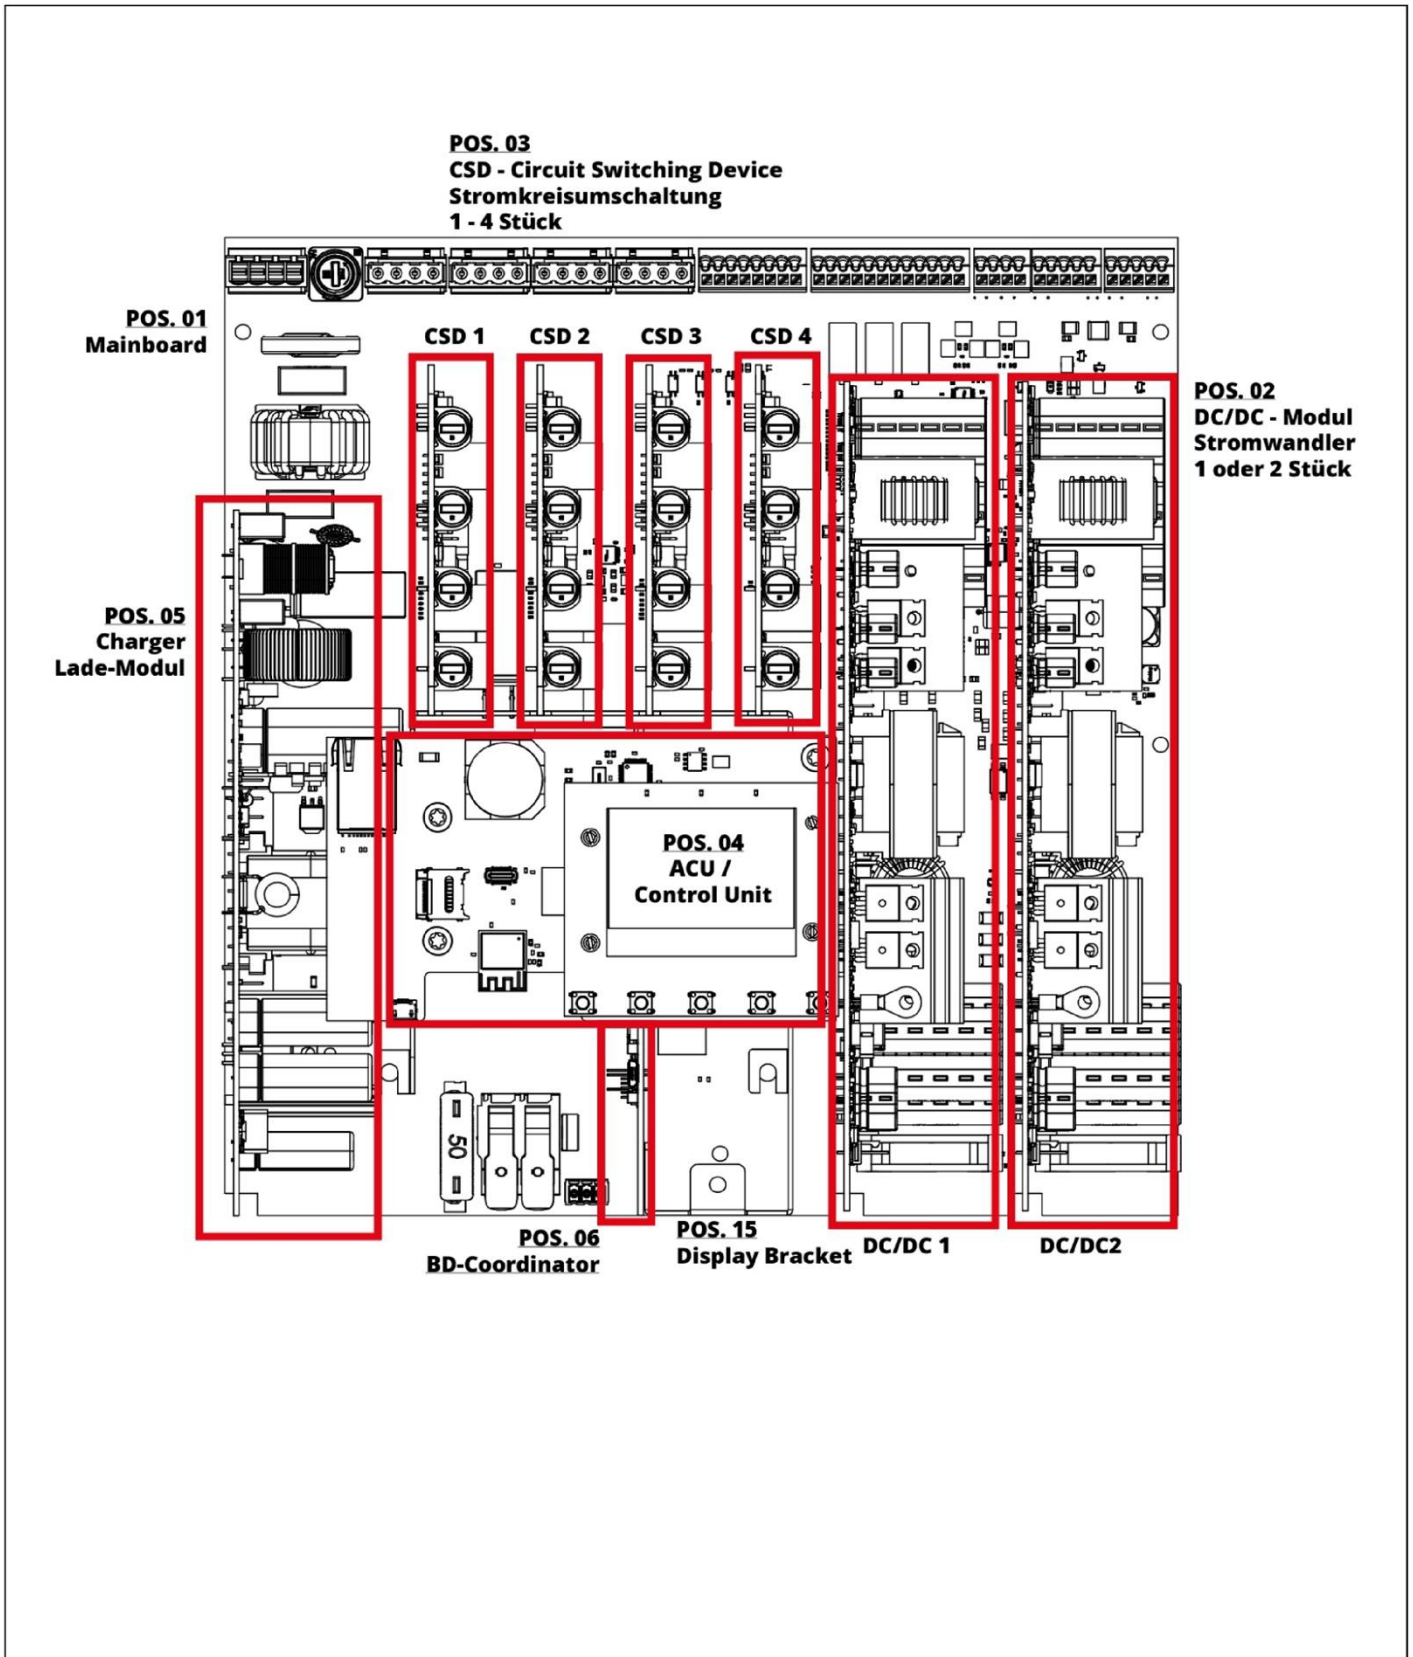 POS. 03
CSD - Circuit Switching Device
Stromkreisumschaltung
1 - 4 Stück
POS. 01
Mainboard
CSD 1
CSD 2
CSD 3
CSD 4
POS. 02
DC/DC - Modul
Stromwandler
1 oder 2 Stück
POS. 05
Charger
Lade-Modul
POS. 04
ACU /
Control Unit
50
POS. 06
BD-Coordinator
POS. 15
Display Bracket
DC/DC 1
DC/DC2